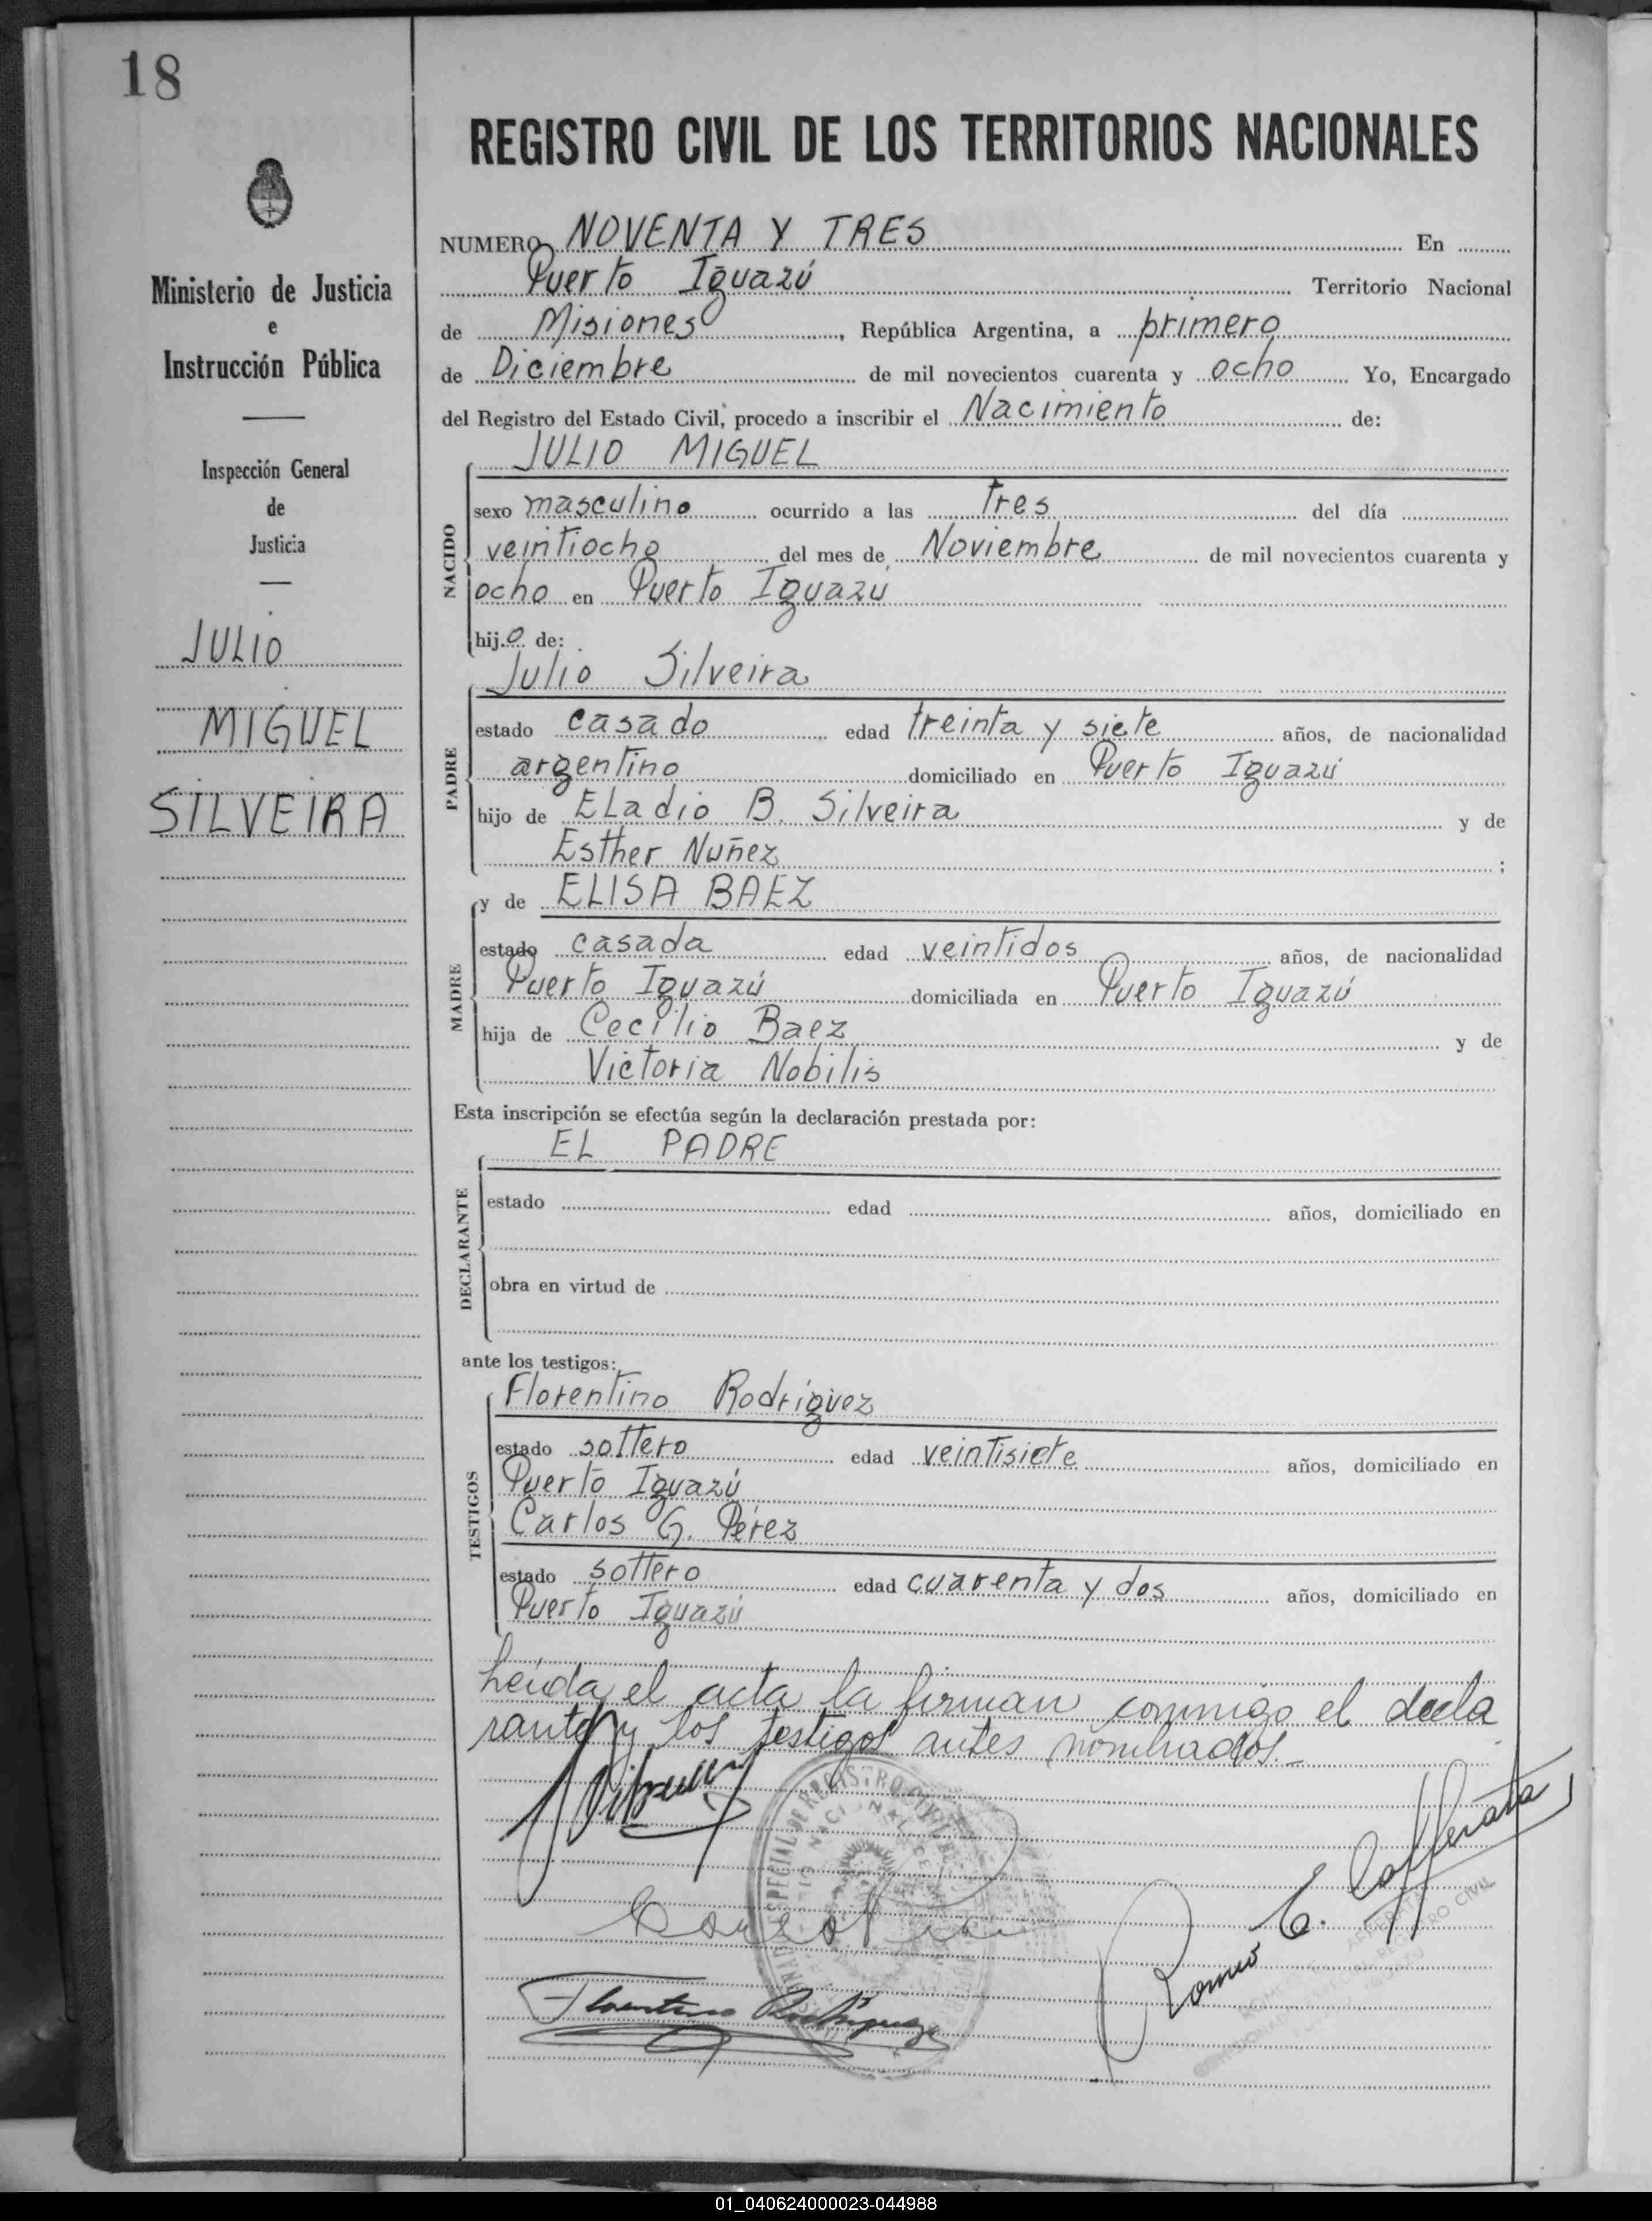 18
Ministerio de Justicia
e
Instrucción Pública
Inspección General
de
Justicia
JULIO
MIGUEL
SILVEIRA
REGISTRO CIVIL DE LOS TERRITORIOS NACIONALES
NUMERO NOVENTA Y TRES En
Puerto Iguazú Territorio Nacional
de Misiones, República Argentina, a primero
de Diciembre de mil novecientos cuarenta y ocho Yo, Encargado
del Registro del Estado Civil, procedo a inscribir el Nacimiento de:
JULIO MIGUEL
NACIDO
sexo masculino ocurrido a las tres del día
veintiocho del mes de Noviembre de mil novecientos cuarenta y
ocho en Puerto Iguazu
hijo de:
Julio Silveira
PADRE
estado casado edad treinta y siete años, de nacionalidad
argentino domiciliado en Puerto Iguazú
hijo de ELadio B. Silveira y de
Esther Nuñez ;
y de ELISA BAEZ
MADRE
estado casada edad veintidos años, de nacionalidad
Puerto Iguazú domiciliada en Puerto Iguazú
hija de Cecilio Baez y de
Victoria Nobilis
Esta inscripción se efectúa según la declaración prestada por:
EL PADRE
DECLARANTE
estado edad años, domiciliado en
obra en virtud de
ante los testigos:
Florentino Rodriguez
TESTIGOS
estado soltero edad veintisiete años, domiciliado en
Puerto Iguazú
Carlos G. Pérez
estado soltero edad cuarenta y dos años, domiciliado en
Puerto Iguazú
Leida el acta la firman conmigo el decla
rante y los testigos antes nombrados.-
Romeo C. Cafferata
REGISTRO CIVIL
Florentino Rodriguez
01_040624000023-044988